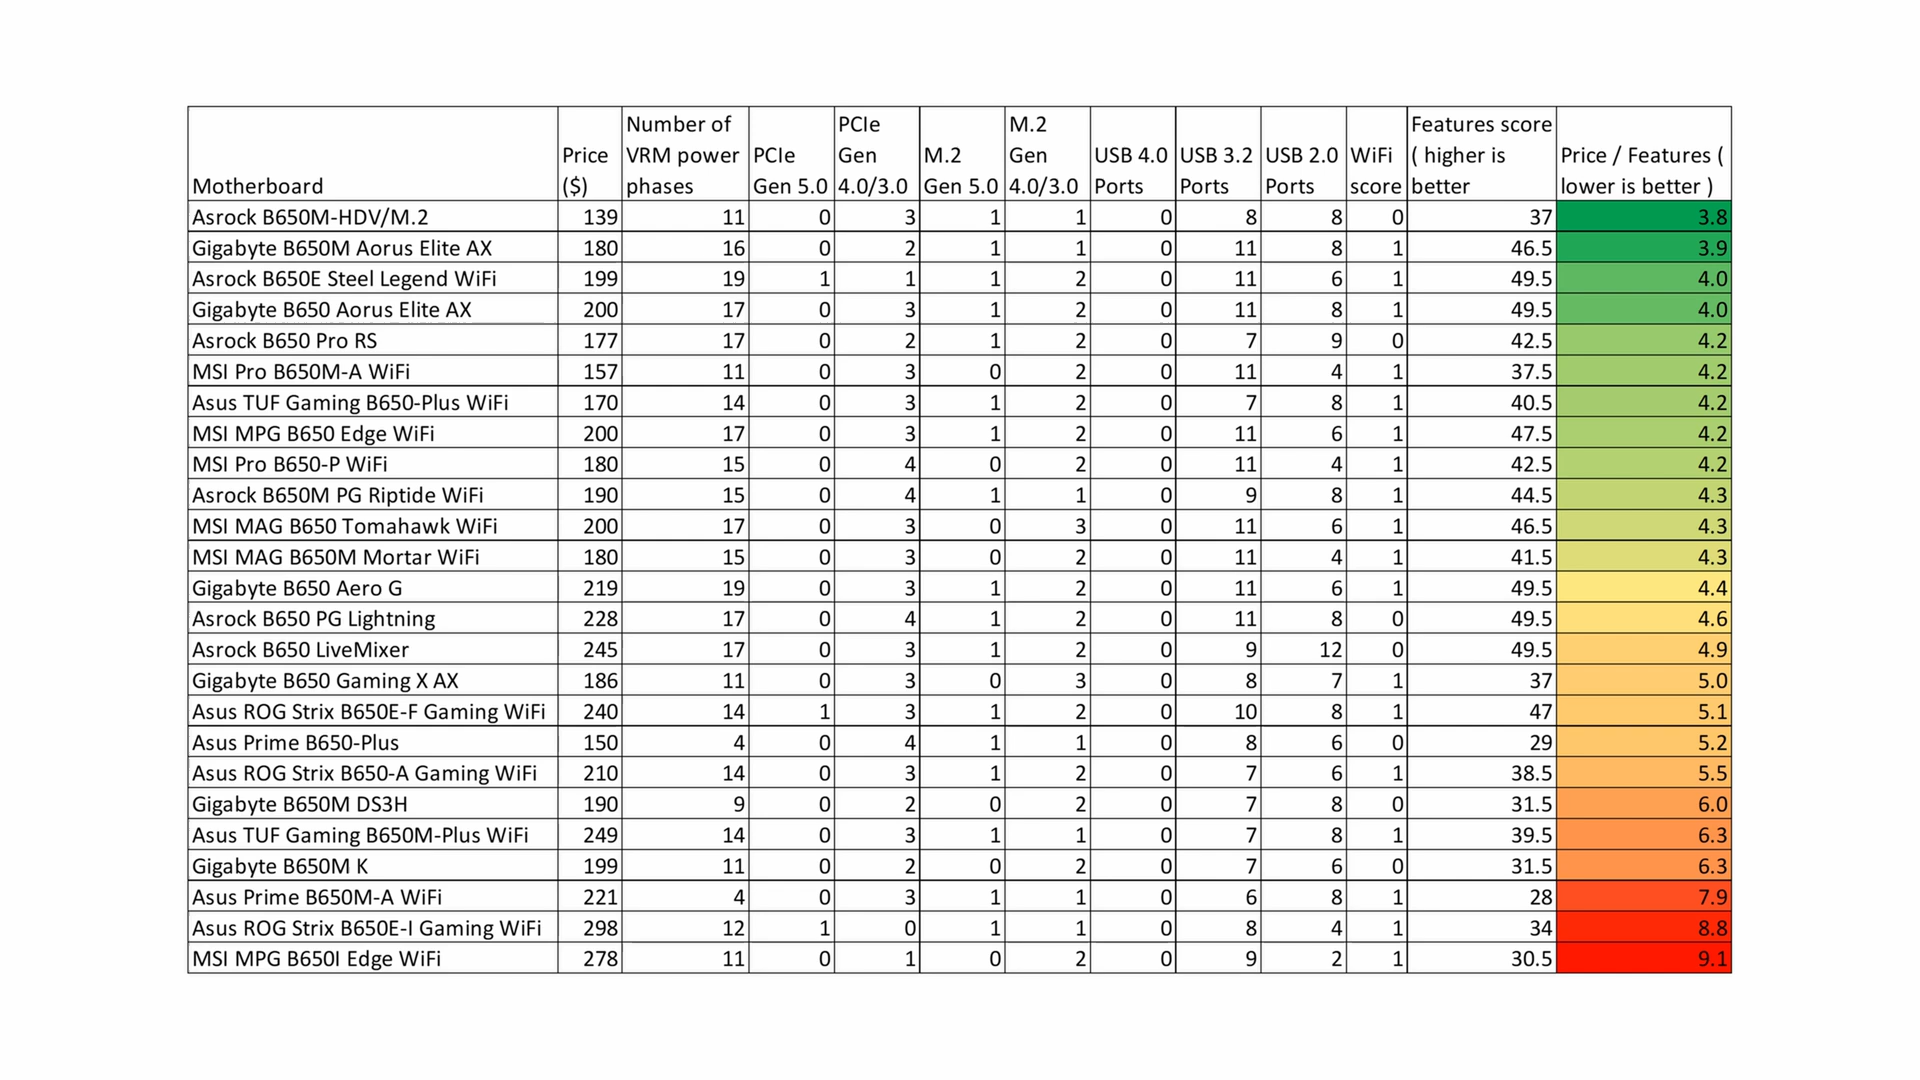 Motherboard Price ($) Number of VRM power phases PCIe Gen 5.0 PCIe Gen 4.0/3.0 M.2 Gen 5.0 M.2 Gen 4.0/3.0 USB 4.0 Ports USB 3.2 Ports USB 2.0 Ports WiFi score Features score ( higher is better Price / Features ( lower is better )
Asrock B650M-HDV/M.2 139 11 0 3 1 1 0 8 8 0 37 3.8
Gigabyte B650M Aorus Elite AX 180 16 0 2 1 1 0 11 8 1 46.5 3.9
Asrock B650E Steel Legend WiFi 199 19 1 1 1 2 0 11 6 1 49.5 4.0
Gigabyte B650 Aorus Elite AX 200 17 0 3 1 2 0 11 8 1 49.5 4.0
Asrock B650 Pro RS 177 17 0 2 1 2 0 7 9 0 42.5 4.2
MSI Pro B650M-A WiFi 157 11 0 3 0 2 0 11 4 1 37.5 4.2
Asus TUF Gaming B650-Plus WiFi 170 14 0 3 1 2 0 7 8 1 40.5 4.2
MSI MPG B650 Edge WiFi 200 17 0 3 1 2 0 11 6 1 47.5 4.2
MSI Pro B650-P WiFi 180 15 0 4 0 2 0 11 4 1 42.5 4.2
Asrock B650M PG Riptide WiFi 190 15 0 4 1 1 0 9 8 1 44.5 4.3
MSI MAG B650 Tomahawk WiFi 200 17 0 3 0 3 0 11 6 1 46.5 4.3
MSI MAG B650M Mortar WiFi 180 15 0 3 0 2 0 11 4 1 41.5 4.3
Gigabyte B650 Aero G 219 19 0 3 1 2 0 11 6 1 49.5 4.4
Asrock B650 PG Lightning 228 17 0 4 1 2 0 11 8 0 49.5 4.6
Asrock B650 LiveMixer 245 17 0 3 1 2 0 9 12 0 49.5 4.9
Gigabyte B650 Gaming X AX 186 11 0 3 0 3 0 8 7 1 37 5.0
Asus ROG Strix B650E-F Gaming WiFi 240 14 1 3 1 2 0 10 8 1 47 5.1
Asus Prime B650-Plus 150 4 0 4 1 1 0 8 6 0 29 5.2
Asus ROG Strix B650-A Gaming WiFi 210 14 0 3 1 2 0 7 6 1 38.5 5.5
Gigabyte B650M DS3H 190 9 0 2 0 2 0 7 8 0 31.5 6.0
Asus TUF Gaming B650M-Plus WiFi 249 14 0 3 1 1 0 7 8 1 39.5 6.3
Gigabyte B650M K 199 11 0 2 0 2 0 7 6 0 31.5 6.3
Asus Prime B650M-A WiFi 221 4 0 3 1 1 0 6 8 1 28 7.9
Asus ROG Strix B650E-I Gaming WiFi 298 12 1 0 1 1 0 8 4 1 34 8.8
MSI MPG B650I Edge WiFi 278 11 0 1 0 2 0 9 2 1 30.5 9.1